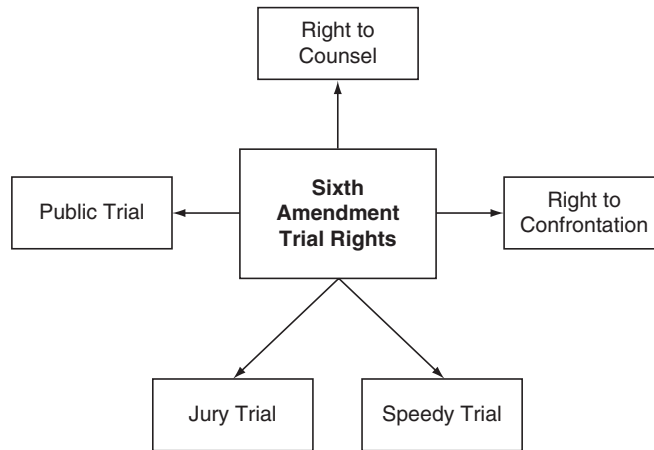 Right to
Counsel
Public Trial
Sixth
Amendment
Trial Rights
Right to
Confrontation
Jury Trial
Speedy Trial